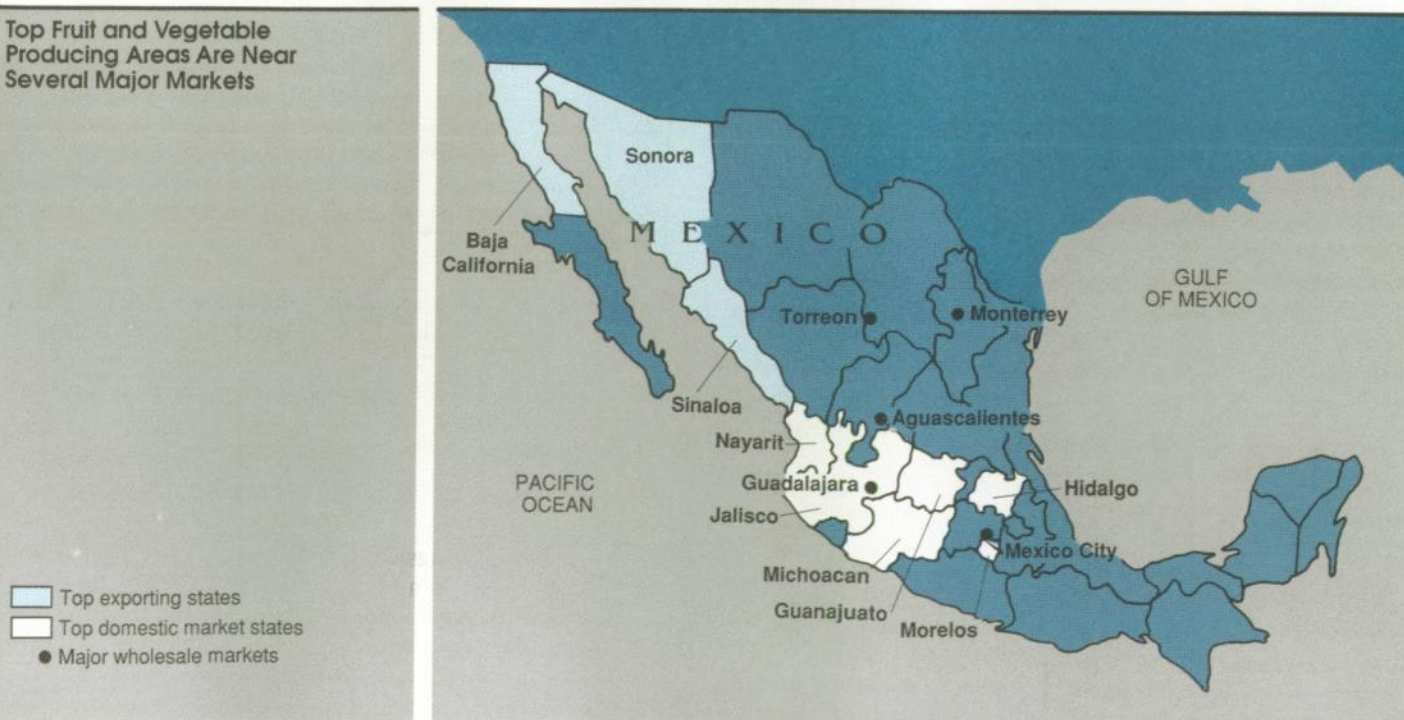 Top Fruit and Vegetable
Producing Areas Are Near
Several Major Markets
Top exporting states
Top domestic market states
Major wholesale markets
Sonora
MEXICO
Baja
California
GULF
OF MEXICO
Torreon
Monterrey
Sinaloa
Aguascalientes
Nayarit
PACIFIC
OCEAN
Guadalajara
Hidalgo
Jalisco
Mexico City
Michoacan
Guanajuato
Morelos